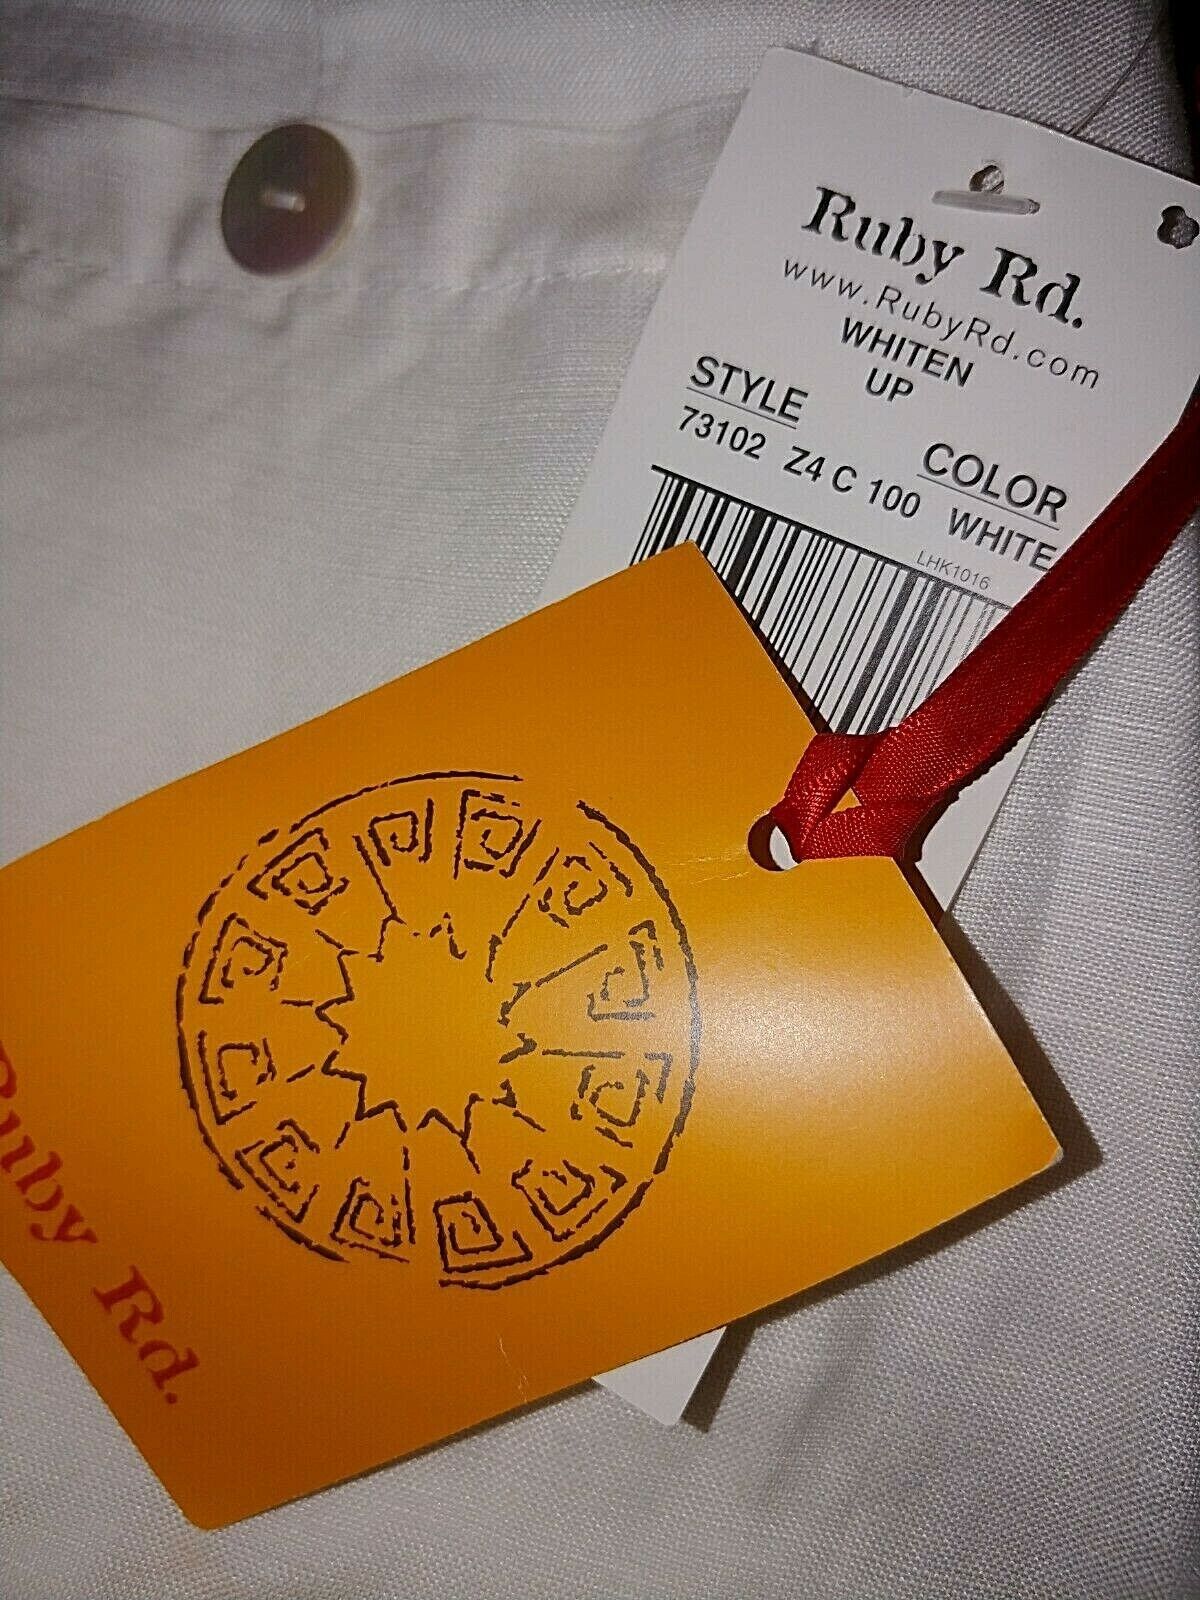 Ruby Rd.
www.RubyRd.com
WHITEN
UP
STYLE COLOR
73102 Z4 C 100 WHITE
LHK1016
Ruby Rd.